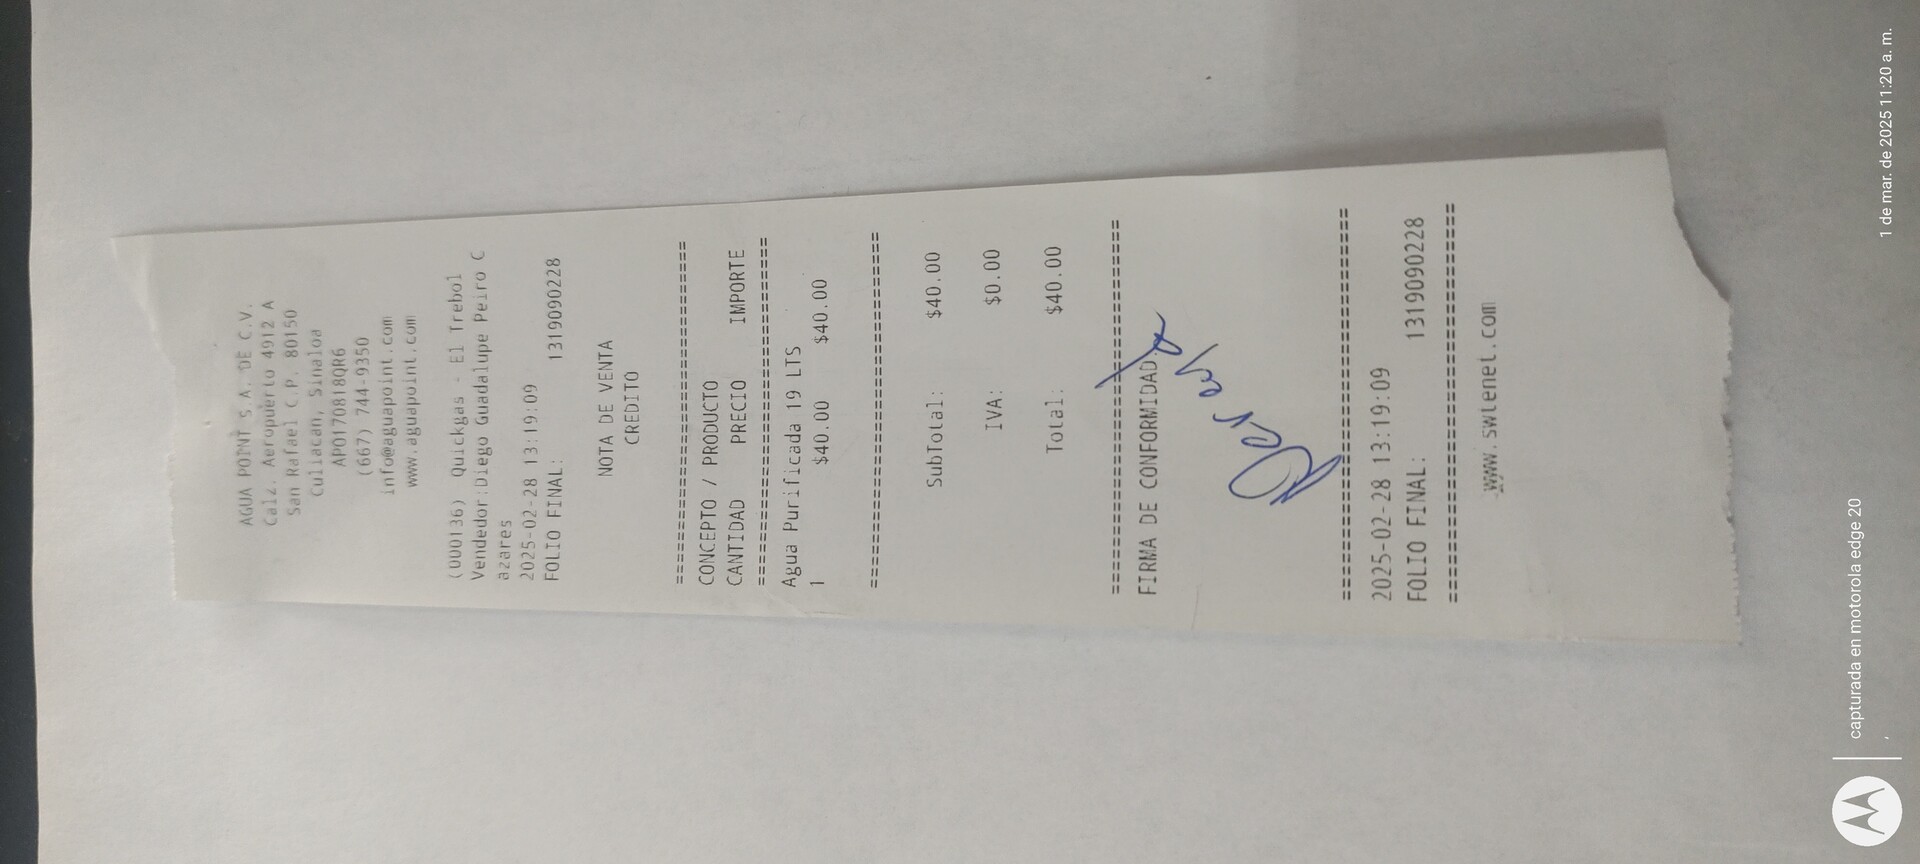 AGUA POINT S.A. DE C.V.
Calz. Aeropuerto 4912 A
San Rafael C.P. 80150
Culiacan, Sinaloa
APO170818QR6
(667) 744-9350
info@aguapoint.com
www.aguapoint.com
(000136) Quickgas - El Trebol
Vendedor:Diego Guadalupe Peiro C
azares
2025-02-28 13:19:09
FOLIO FINAL: 1319090228
NOTA DE VENTA
CREDITO
================================
CONCEPTO / PRODUCTO
CANTIDAD PRECIO IMPORTE
================================
Agua Purificada 19 LTS
1 $40.00 $40.00
================================
SubTotal: $40.00
IVA: $0.00
Total: $40.00
================================
FIRMA DE CONFORMIDAD
================================
2025-02-28 13:19:09
FOLIO FINAL: 1319090228
================================
www.swtenet.com
capturada en motorola edge 20
1 de mar. de 2025 11:20 a. m.